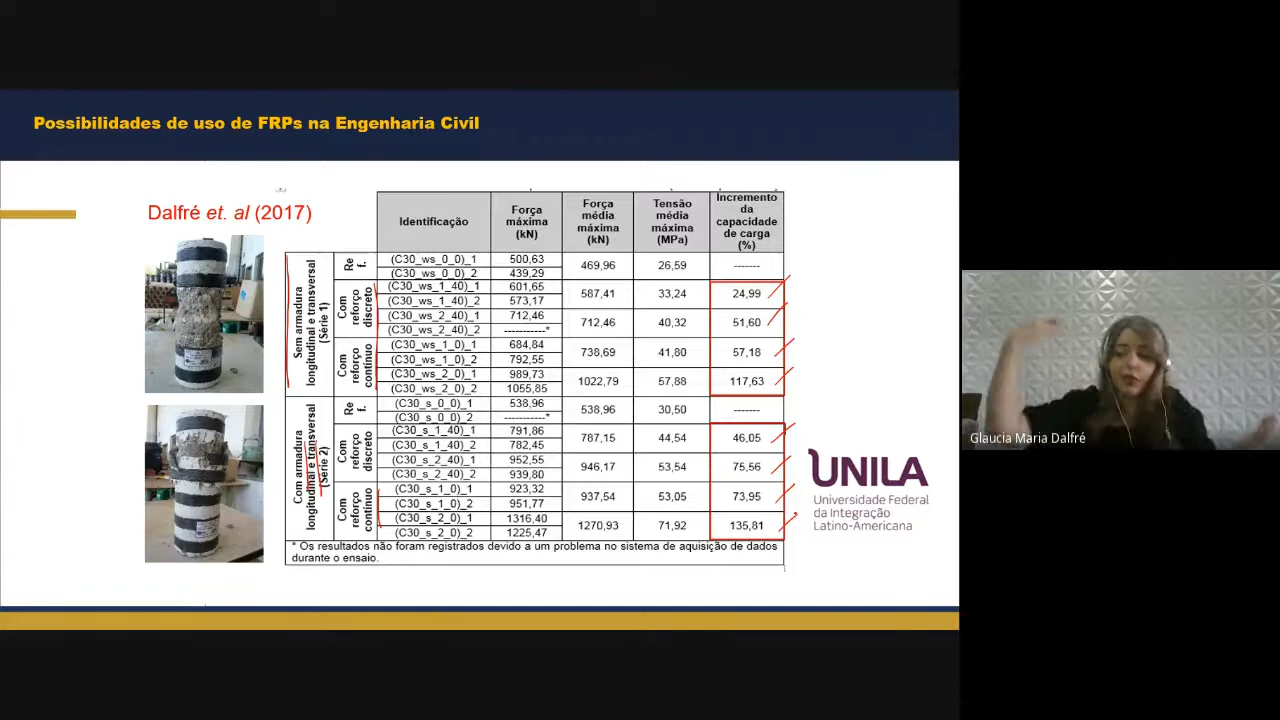 Possibilidades de uso de FRPs na Engenharia Civil
Dalfré et. al (2017)
Identificação
Força
máxima
(kN)
Força
média
máxima
(kN)
Tensão
média
máxima
(MPa)
Incremento
da
capacidade
de carga
(%)
Sem armadura
longitudinal e transversal
(Série 1)
Re
f.
(C30_ws_0_0)_1 500,63 469,96 26,59 -------
(C30_ws_0_0)_2 439,29
Com
reforço
discreto
(C30_ws_1_40)_1 601,65 587,41 33,24 24,99
(C30_ws_1_40)_2 573,17
(C30_ws_2_40)_1 712,46 712,46 40,32 51,60
(C30_ws_2_40)_2 -----------*
Com
reforço
contínuo
(C30_ws_1_0)_1 684,84 738,69 41,80 57,18
(C30_ws_1_0)_2 792,55
(C30_ws_2_0)_1 989,73 1022,79 57,88 117,63
(C30_ws_2_0)_2 1055,85
Com armadura
longitudinal e transversal
(Série 2)
Re
f.
(C30_s_0_0)_1 538,96 538,96 30,50 -------
(C30_s_0_0)_2 -----------*
Com
reforço
discreto
(C30_s_1_40)_1 791,86 787,15 44,54 46,05
(C30_s_1_40)_2 782,45
(C30_s_2_40)_1 952,55 946,17 53,54 75,56
(C30_s_2_40)_2 939,80
Com
reforço
contínuo
(C30_s_1_0)_1 923,32 937,54 53,05 73,95
(C30_s_1_0)_2 951,77
(C30_s_2_0)_1 1316,40 1270,93 71,92 135,81
(C30_s_2_0)_2 1225,47
* Os resultados não foram registrados devido a um problema no sistema de aquisição de dados
durante o ensaio.
UNILA
Universidade Federal
da Integração
Latino-Americana
Glaucia Maria Dalfré